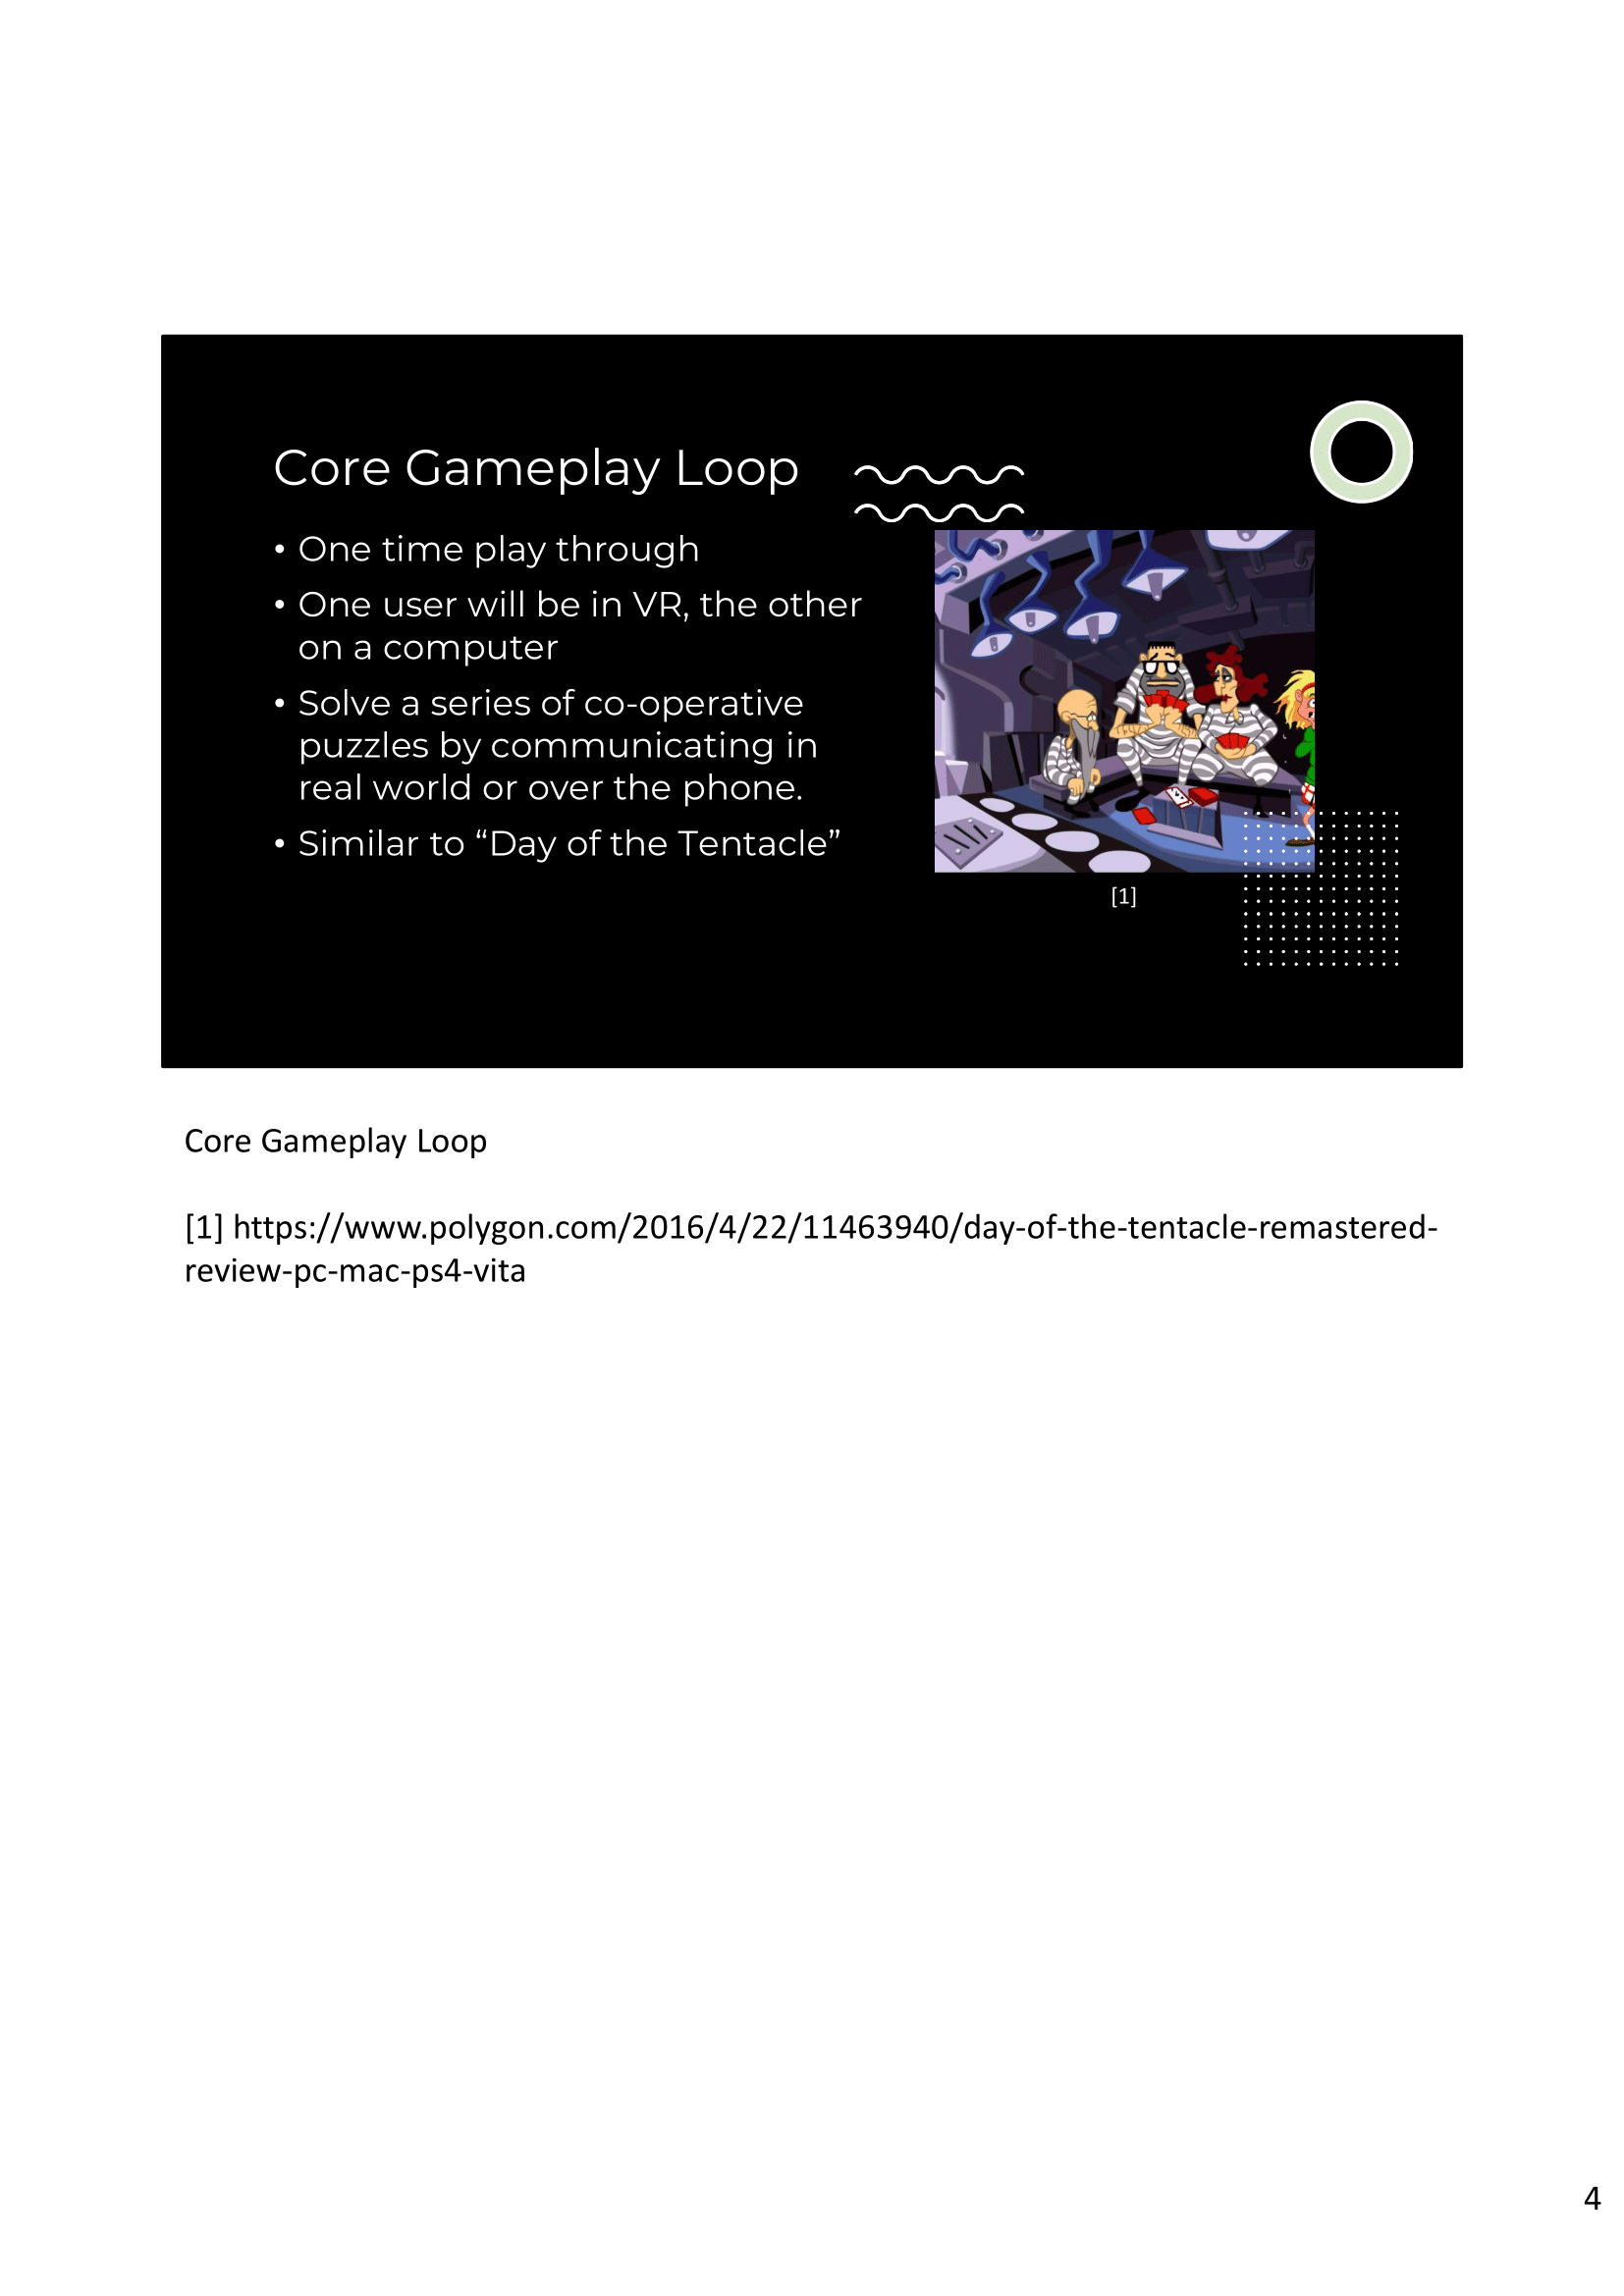 Core Gameplay Loop
• One time play through
• One user will be in VR, the other
on a computer
• Solve a series of co-operative
puzzles by communicating in
real world or over the phone.
• Similar to “Day of the Tentacle”
[1]
Core Gameplay Loop
[1] https://www.polygon.com/2016/4/22/11463940/day-of-the-tentacle-remastered-
review-pc-mac-ps4-vita
4